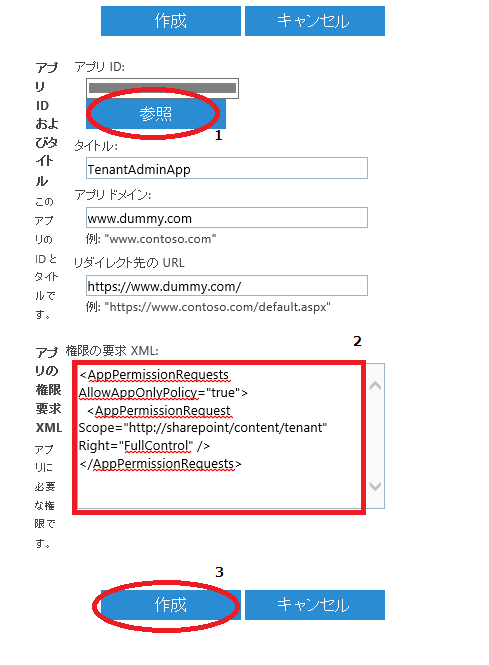 作成 キャンセル
アプリ ID およびタイトル
この アプリの ID と タイトルです。
アプリ ID:
参照
1
タイトル:
TenantAdminApp
アプリ ドメイン:
www.dummy.com
例: "www.contoso.com"
リダイレクト先の URL
https://www.dummy.com/
例: "https://www.contoso.com/default.aspx"
2
アプリの権限要求 XML
アプリに必要な権限です。
権限の要求 XML:
<AppPermissionRequests
AllowAppOnlyPolicy="true">
<AppPermissionRequest
Scope="http://sharepoint/content/tenant"
Right="FullControl" />
</AppPermissionRequests>
3
作成 キャンセル